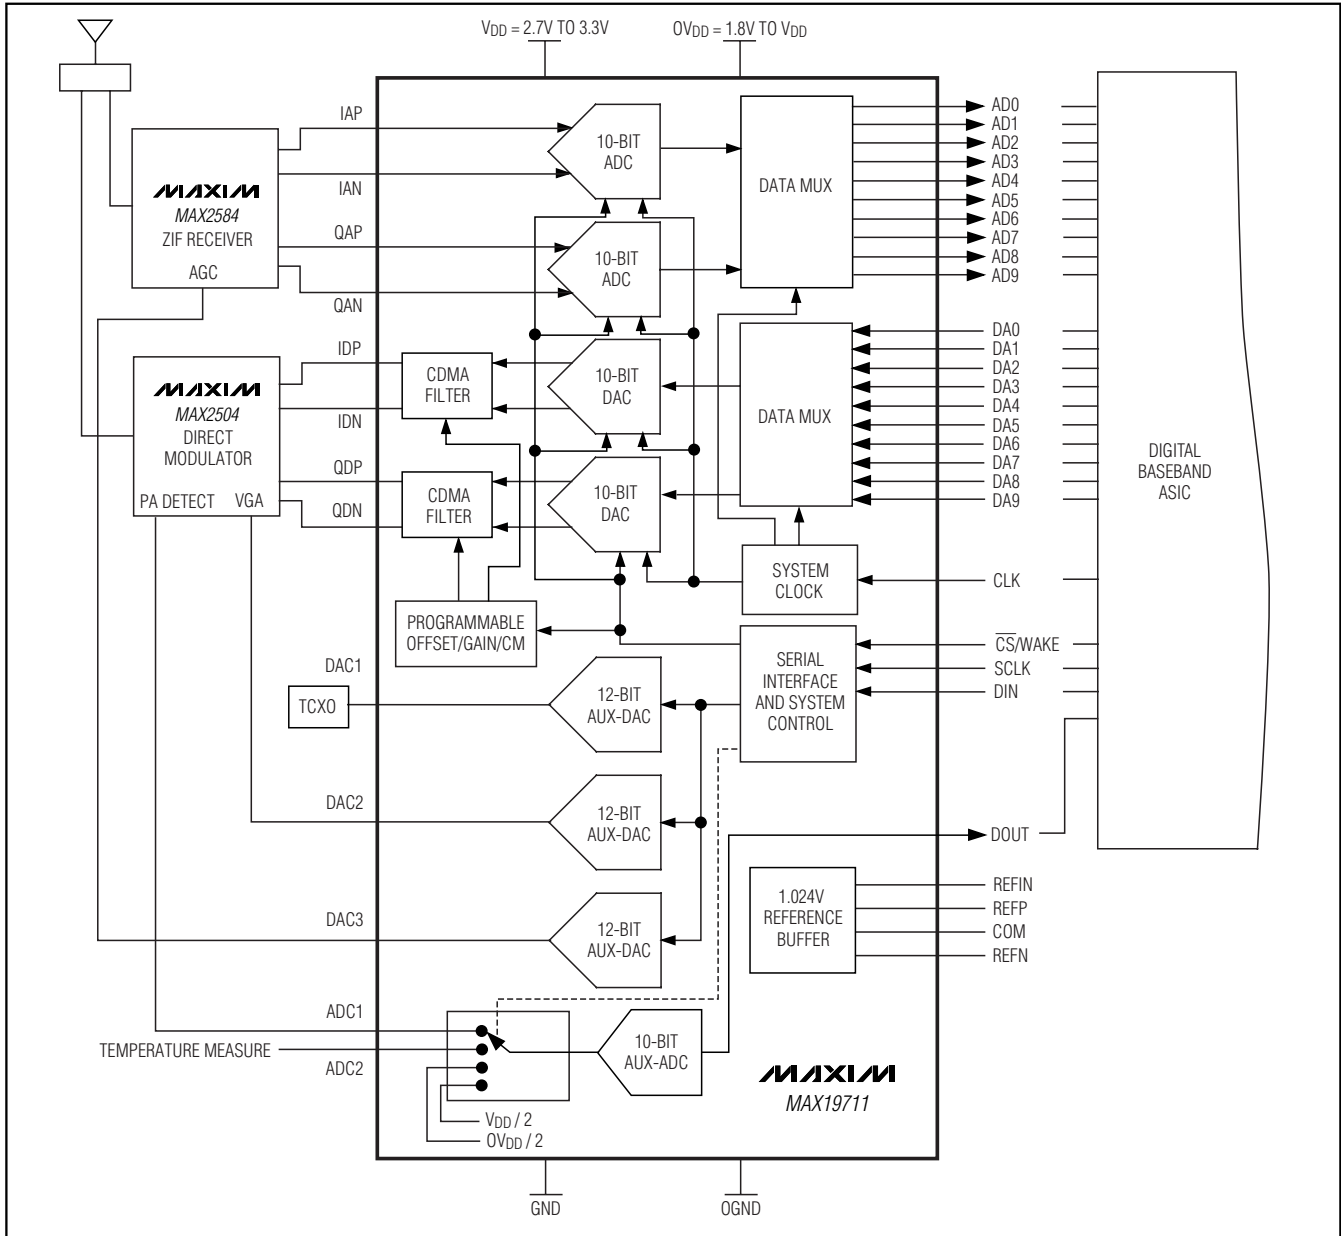 VDD = 2.7V TO 3.3V
OVDD = 1.8V TO VDD
IAP
IAN
QAP
QAN
MAXIM
MAX2584
ZIF RECEIVER
AGC
10-BIT
ADC
10-BIT
ADC
DATA MUX
AD0
AD1
AD2
AD3
AD4
AD5
AD6
AD7
AD8
AD9
IDP
IDN
QDP
QDN
MAXIM
MAX2504
DIRECT
MODULATOR
PA DETECT
VGA
CDMA
FILTER
CDMA
FILTER
10-BIT
DAC
10-BIT
DAC
DATA MUX
DA0
DA1
DA2
DA3
DA4
DA5
DA6
DA7
DA8
DA9
DIGITAL
BASEBAND
ASIC
SYSTEM
CLOCK
CLK
PROGRAMMABLE
OFFSET/GAIN/CM
SERIAL
INTERFACE
AND SYSTEM
CONTROL
C̅S̅/WAKE
SCLK
DIN
DAC1
TCXO
12-BIT
AUX-DAC
DAC2
12-BIT
AUX-DAC
DOUT
DAC3
12-BIT
AUX-DAC
1.024V
REFERENCE
BUFFER
REFIN
REFP
COM
REFN
ADC1
TEMPERATURE MEASURE
ADC2
10-BIT
AUX-ADC
VDD / 2
OVDD / 2
MAXIM
MAX19711
GND
OGND